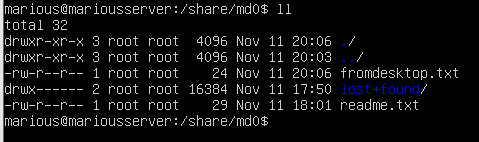 marious@mariousserver:/share/md0$ ll
total 32
drwxr-xr-x 3 root root  4096 Nov 11 20:06 ./
drwxr-xr-x 3 root root  4096 Nov 11 20:03 ../
-rw-r--r-- 1 root root    24 Nov 11 20:06 fromdesktop.txt
drwx------ 2 root root 16384 Nov 11 17:50 lost+found/
-rw-r--r-- 1 root root    29 Nov 11 18:01 readme.txt
marious@mariousserver:/share/md0$